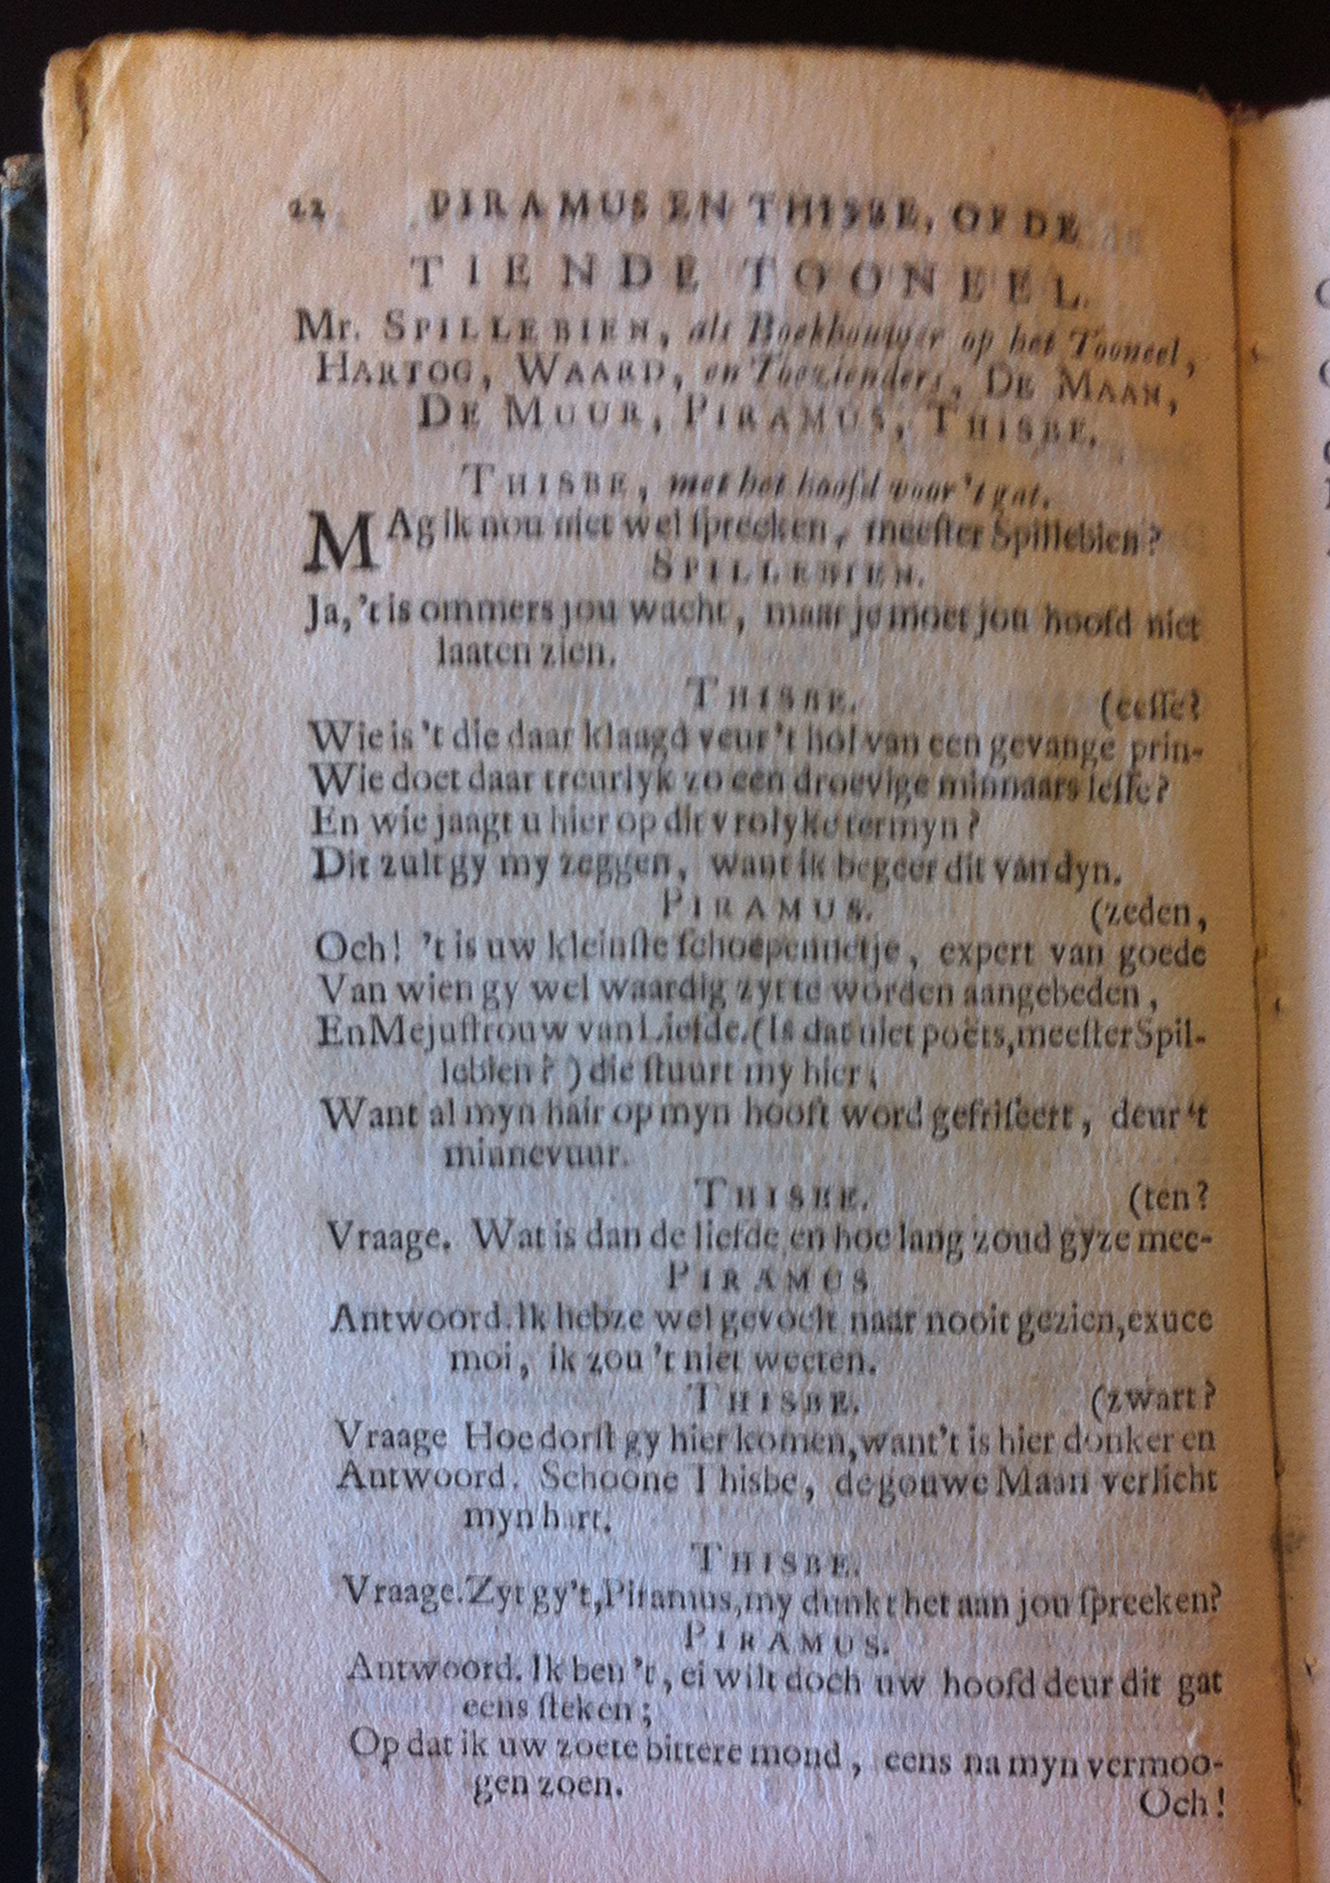 22 PIRAMUS EN THISBE, OF DE
TIENDE TOONEEL.
Mr. SPILLEBIEN, als Boekhouwer op het Tooneel,
HARTOG, WAARD, en Toezienders, DE MAAN,
DE MUUR, PIRAMUS, THISBE.
THISBE, met het hoofd voor 't gat.
MAg ik nou niet wel ſpreeken, meeſter Spillebien?
SPILLEBIEN.
Ja, 't is ommers jou wacht, maar je moet jou hoofd niet
laaten zien.
THISBE. (ceſſe?
Wie is 't die daar klaagd veur 't hol van een gevange prin-
Wie doet daar treurlyk zo een droevige minnaars leſſe?
En wie jaagt u hier op dit vrolyke termyn?
Dit zult gy my zeggen, want ik begeer dit van dyn.
PIRAMUS. (zeden,
Och! 't is uw kleinſte ſchoepennetje, expert van goede
Van wien gy wel waardig zyt te worden aangebeden,
En Mejuffrouw van Liefde. (Is dat niet poëts, meeſter Spil-
lebien?) die ſtuurt my hier;
Want al myn hair op myn hooft word gefriſeert, deur 't
minnevuur.
THISBE. (ten?
Vraage. Wat is dan de liefde en hoe lang zoud gy ze mee-
PIRAMUS
Antwoord. Ik heb ze wel gevoelt naar nooit gezien, exuce
moi, ik zou 't niet weeten.
THISBE. (zwart?
Vraage Hoe dorſt gy hier komen, want 't is hier donker en
Antwoord. Schoone Thisbe, de gouwe Maan verlicht
myn hart.
THISBE.
Vraage. Zyt gy 't, Piramus, my dunkt het aan jou ſpreeken?
PIRAMUS.
Antwoord. Ik ben 't, ei wilt doch uw hoofd deur dit gat
eens ſteken;
Op dat ik uw zoete bittere mond, eens na myn vermoo-
gen zoen.
Och!